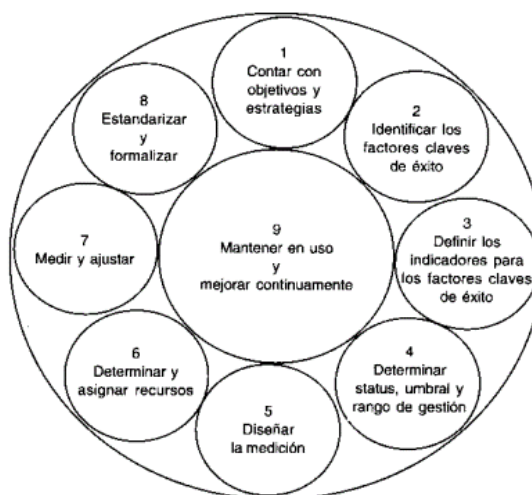 1
Contar con
objetivos y
estrategias
2
Identificar los
factores claves
de éxito
3
Definir los
indicadores para
los factores claves
de éxito
4
Determinar
status, umbral y
rango de gestión
5
Diseñar
la medición
6
Determinar y
asignar recursos
7
Medir y ajustar
8
Estandarizar
y
formalizar
9
Mantener en uso
y
mejorar continuamente